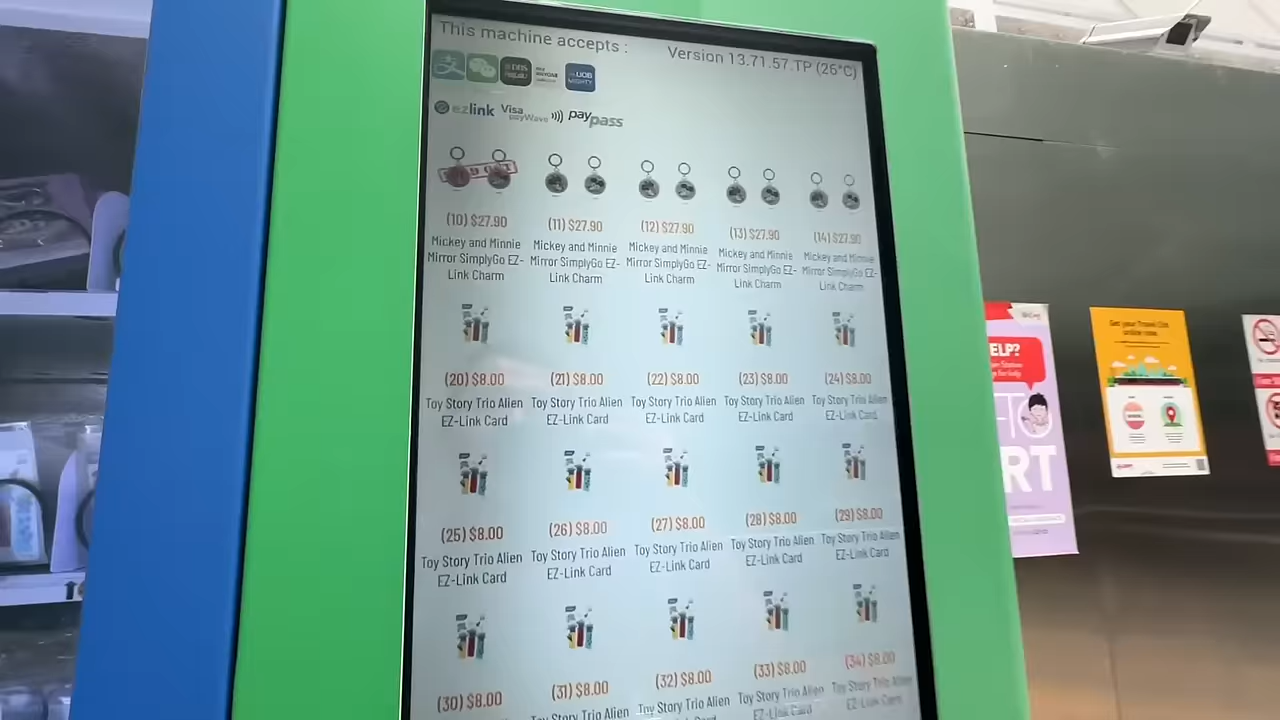 This machine accepts :
Version 13.71.57.TP (26°C)
ezlink Visa payWave pay pass
SOLD OUT
(10) $27.90 (11) $27.90 (12) $27.90 (13) $27.90 (14) $27.90
Mickey and Minnie Mickey and Minnie Mickey and Minnie Mickey and Minnie Mickey and Minnie
Mirror SimplyGo EZ- Mirror SimplyGo EZ- Mirror SimplyGo EZ- Mirror SimplyGo EZ- Mirror SimplyGo EZ-
Link Charm Link Charm Link Charm Link Charm Link Charm
(20) $8.00 (21) $8.00 (22) $8.00 (23) $8.00 (24) $8.00
Toy Story Trio Alien Toy Story Trio Alien Toy Story Trio Alien Toy Story Trio Alien Toy Story Trio Alien
EZ-Link Card EZ-Link Card EZ-Link Card EZ-Link Card EZ-Link Card
(25) $8.00 (26) $8.00 (27) $8.00 (28) $8.00 (29) $8.00
Toy Story Trio Alien Toy Story Trio Alien Toy Story Trio Alien Toy Story Trio Alien Toy Story Trio Alien
EZ-Link Card EZ-Link Card EZ-Link Card EZ-Link Card EZ-Link Card
(30) $8.00 (31) $8.00 (32) $8.00 (33) $8.00 (34) $8.00
Toy Story Trio Alien Toy Story Trio Alien Toy Story Trio Alien Toy Story Trio Alien
Link Card EZ-Link Card EZ-Link Card
ELP?
RT
Get your Travel Card
online now.